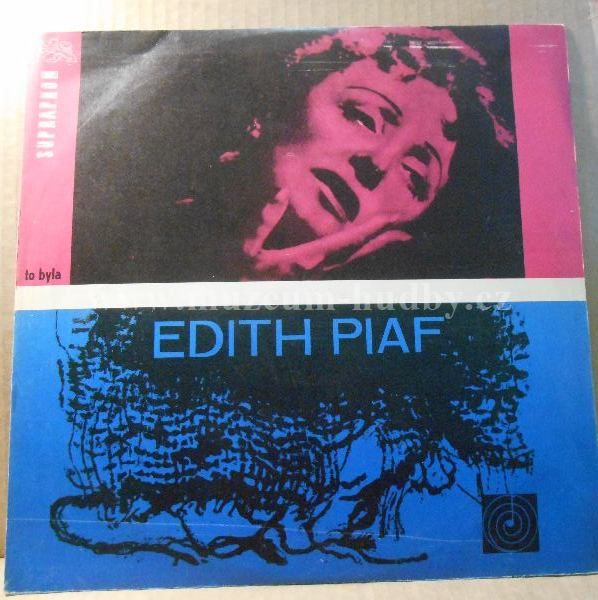 SUPRAPHON
to byla
www.muzeum-hudby.cz
EDITH PIAF